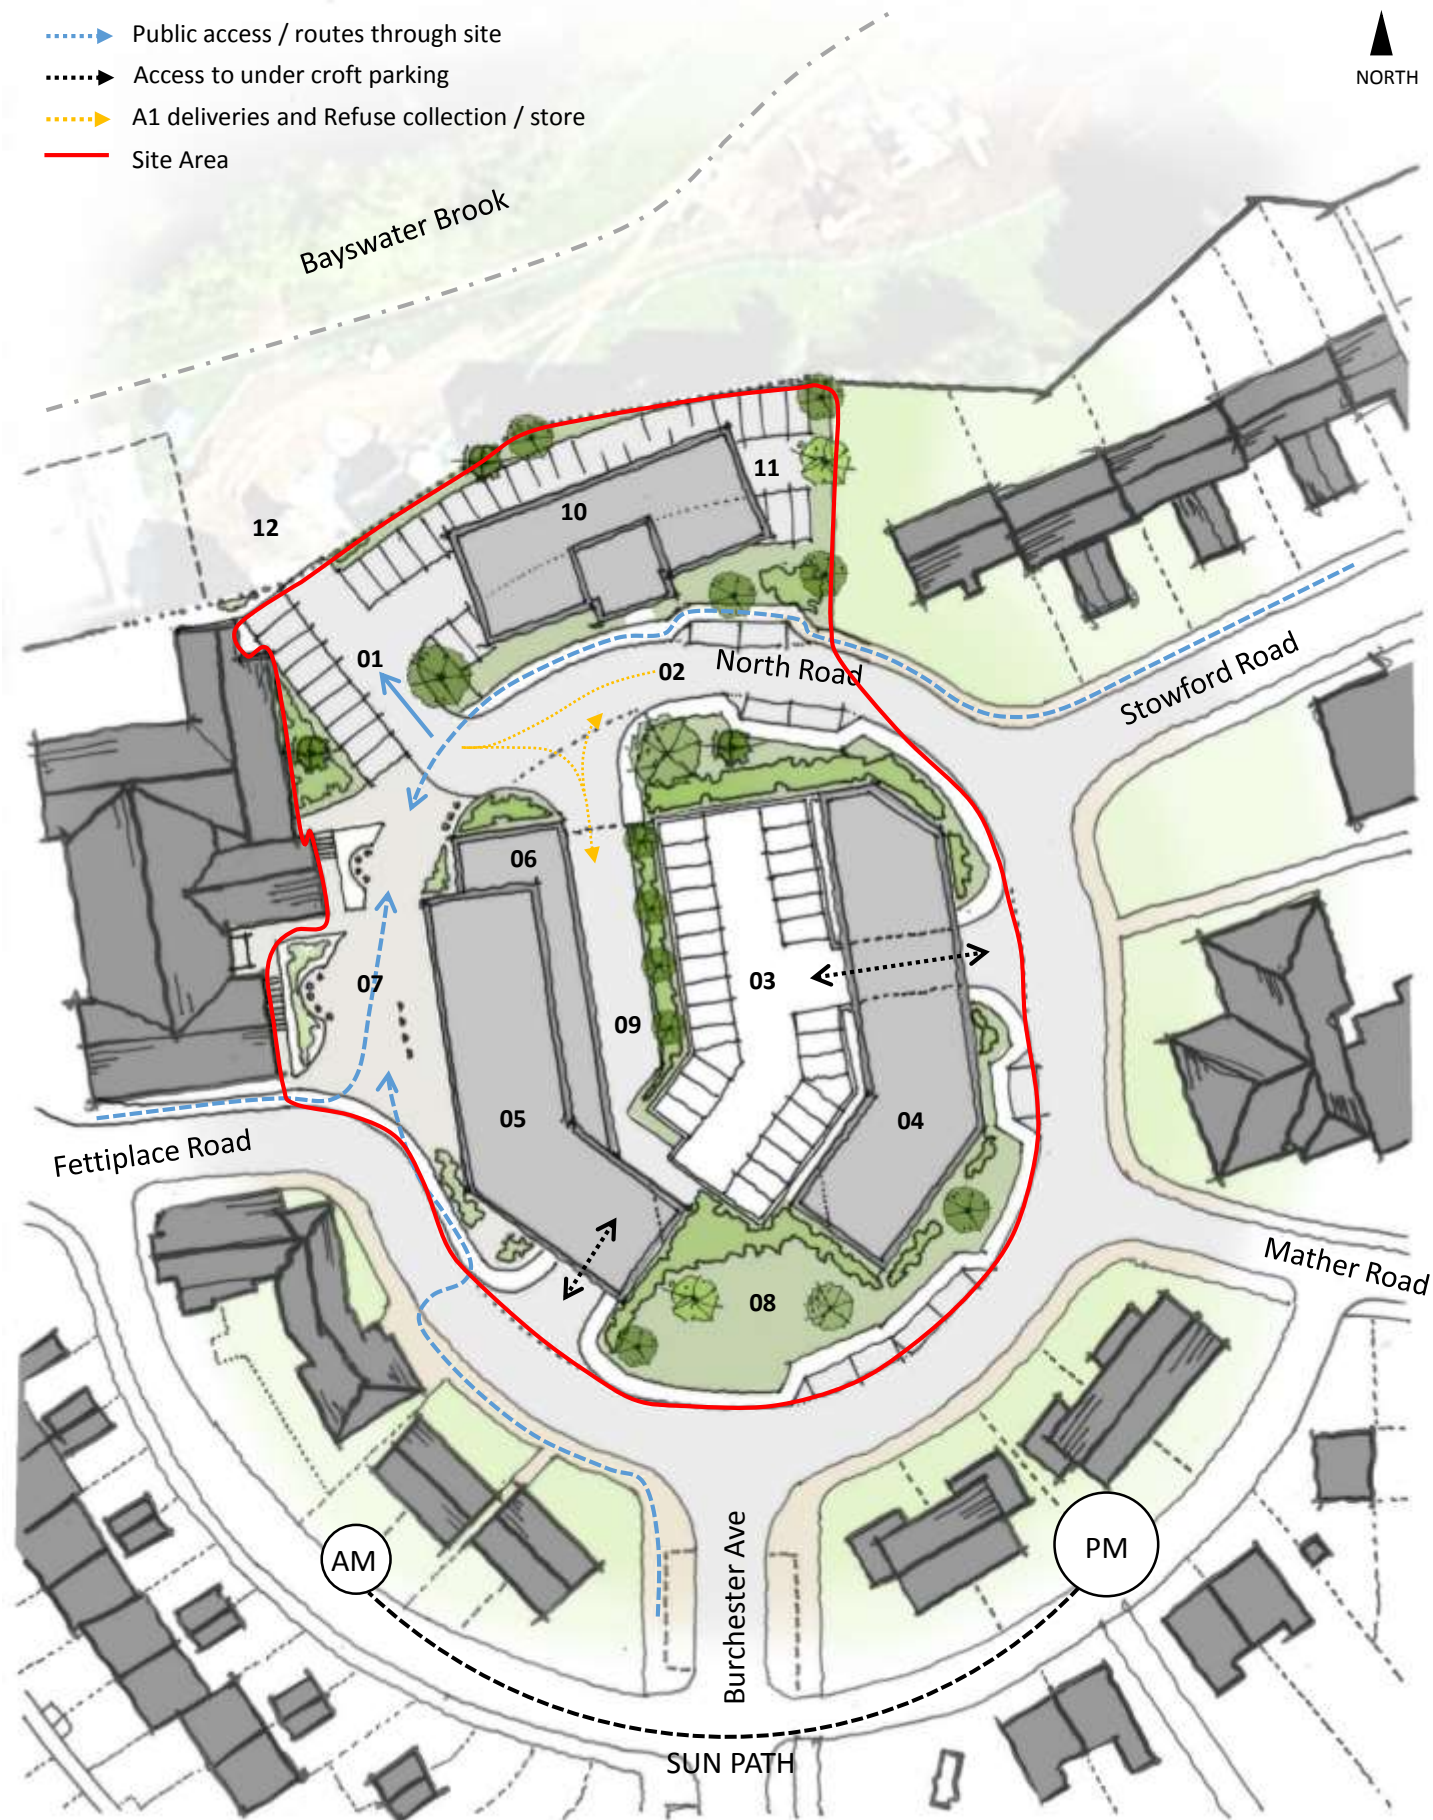 Public access / routes through site
Access to under croft parking
A1 deliveries and Refuse collection / store
Site Area
NORTH
Bayswater Brook
11
10
12
01
02
North Road
Stowford Road
06
03
07
09
05
04
Fettiplace Road
Mather Road
08
AM
PM
Burchester Ave
SUN PATH